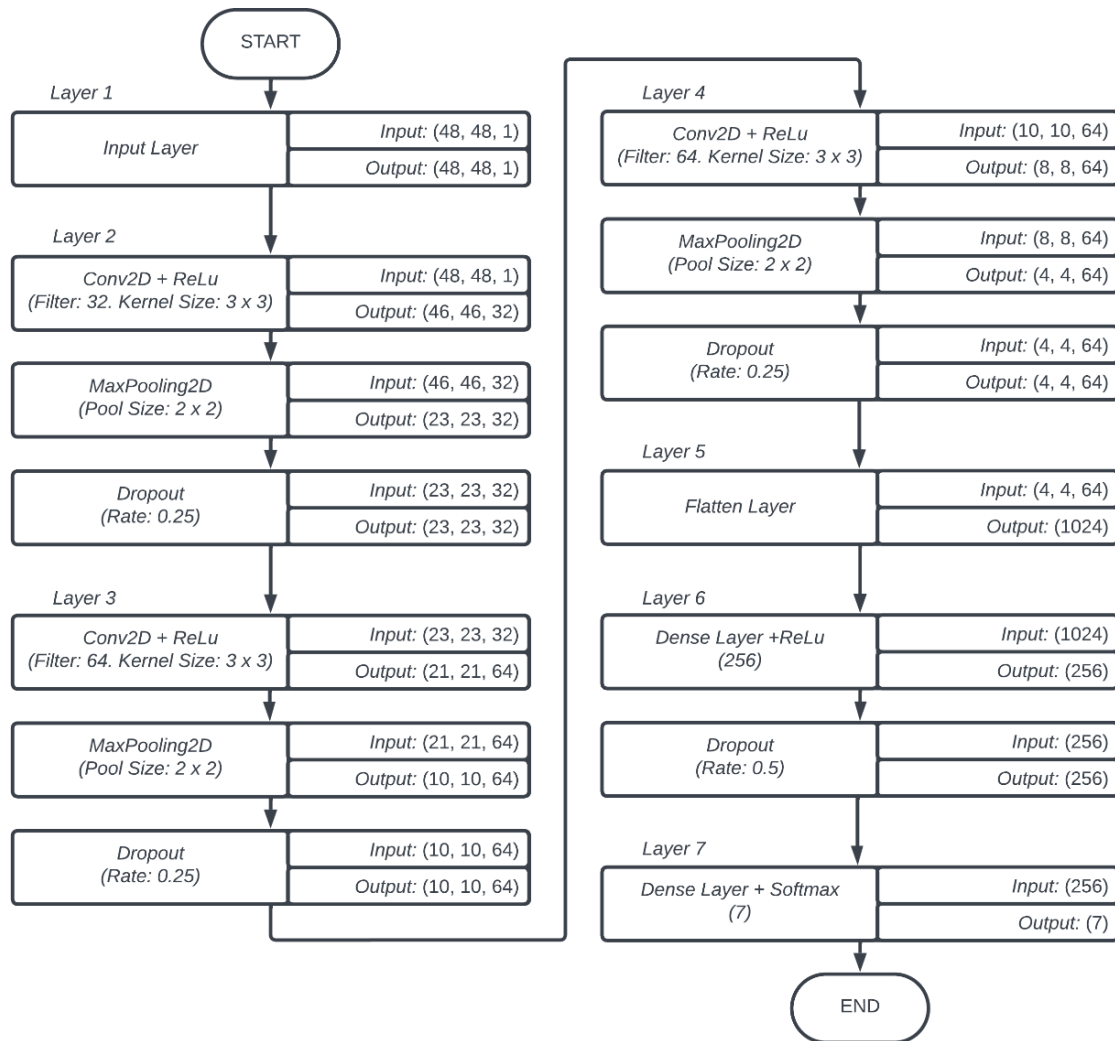 START
Layer 1
Input Layer
Input: (48, 48, 1)
Output: (48, 48, 1)
Layer 2
Conv2D + ReLu
(Filter: 32. Kernel Size: 3 x 3)
Input: (48, 48, 1)
Output: (46, 46, 32)
MaxPooling2D
(Pool Size: 2 x 2)
Input: (46, 46, 32)
Output: (23, 23, 32)
Dropout
(Rate: 0.25)
Input: (23, 23, 32)
Output: (23, 23, 32)
Layer 3
Conv2D + ReLu
(Filter: 64. Kernel Size: 3 x 3)
Input: (23, 23, 32)
Output: (21, 21, 64)
MaxPooling2D
(Pool Size: 2 x 2)
Input: (21, 21, 64)
Output: (10, 10, 64)
Dropout
(Rate: 0.25)
Input: (10, 10, 64)
Output: (10, 10, 64)
Layer 4
Conv2D + ReLu
(Filter: 64. Kernel Size: 3 x 3)
Input: (10, 10, 64)
Output: (8, 8, 64)
MaxPooling2D
(Pool Size: 2 x 2)
Input: (8, 8, 64)
Output: (4, 4, 64)
Dropout
(Rate: 0.25)
Input: (4, 4, 64)
Output: (4, 4, 64)
Layer 5
Flatten Layer
Input: (4, 4, 64)
Output: (1024)
Layer 6
Dense Layer +ReLu
(256)
Input: (1024)
Output: (256)
Dropout
(Rate: 0.5)
Input: (256)
Output: (256)
Layer 7
Dense Layer + Softmax
(7)
Input: (256)
Output: (7)
END